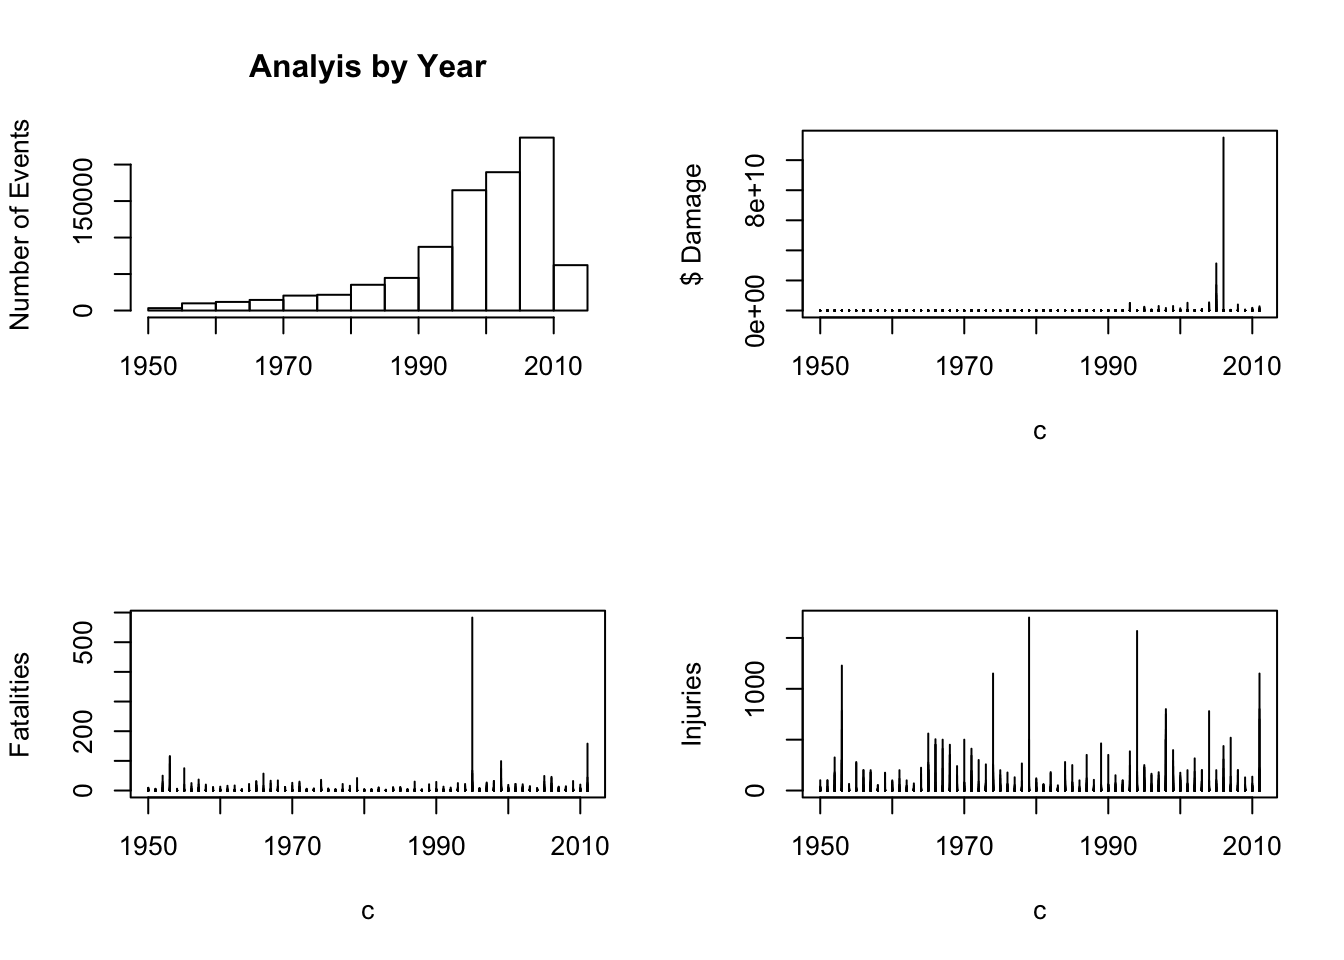 Analyis by Year
Number of Events
150000
0
1950 1970 1990 2010
$ Damage
8e+10
0e+00
1950 1970 1990 2010
c
Fatalities
500
200
0
1950 1970 1990 2010
c
Injuries
1000
0
1950 1970 1990 2010
c